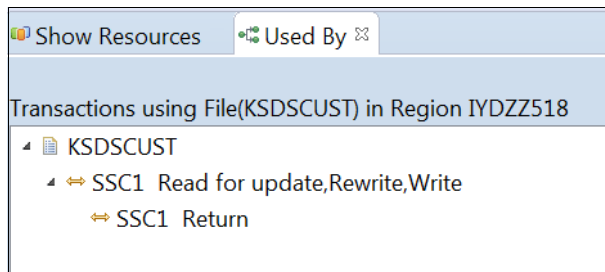 Show Resources
Used By
Transactions using File(KSDSCUST) in Region IYDZZ518
KSDSCUST
SSC1 Read for update,Rewrite,Write
SSC1 Return